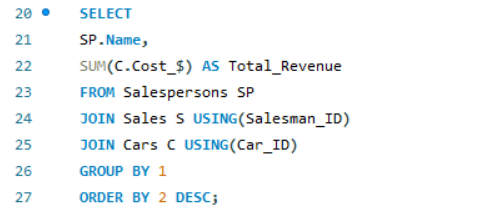 20 SELECT
21 SP.Name,
22 SUM(C.Cost_$) AS Total_Revenue
23 FROM Salespersons SP
24 JOIN Sales S USING(Salesman_ID)
25 JOIN Cars C USING(Car_ID)
26 GROUP BY 1
27 ORDER BY 2 DESC;